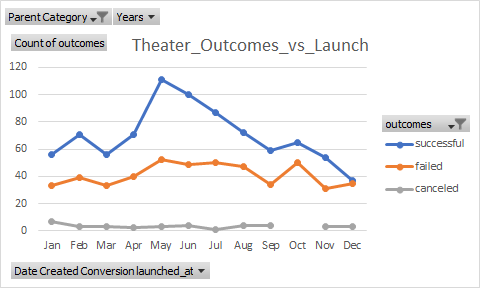 Parent Category Years
Count of outcomes
Theater_Outcomes_vs_Launch
120
100
80
60
40
20
0
Jan Feb Mar Apr May Jun Jul Aug Sep Oct Nov Dec
outcomes
successful
failed
canceled
Date Created Conversion launched_at